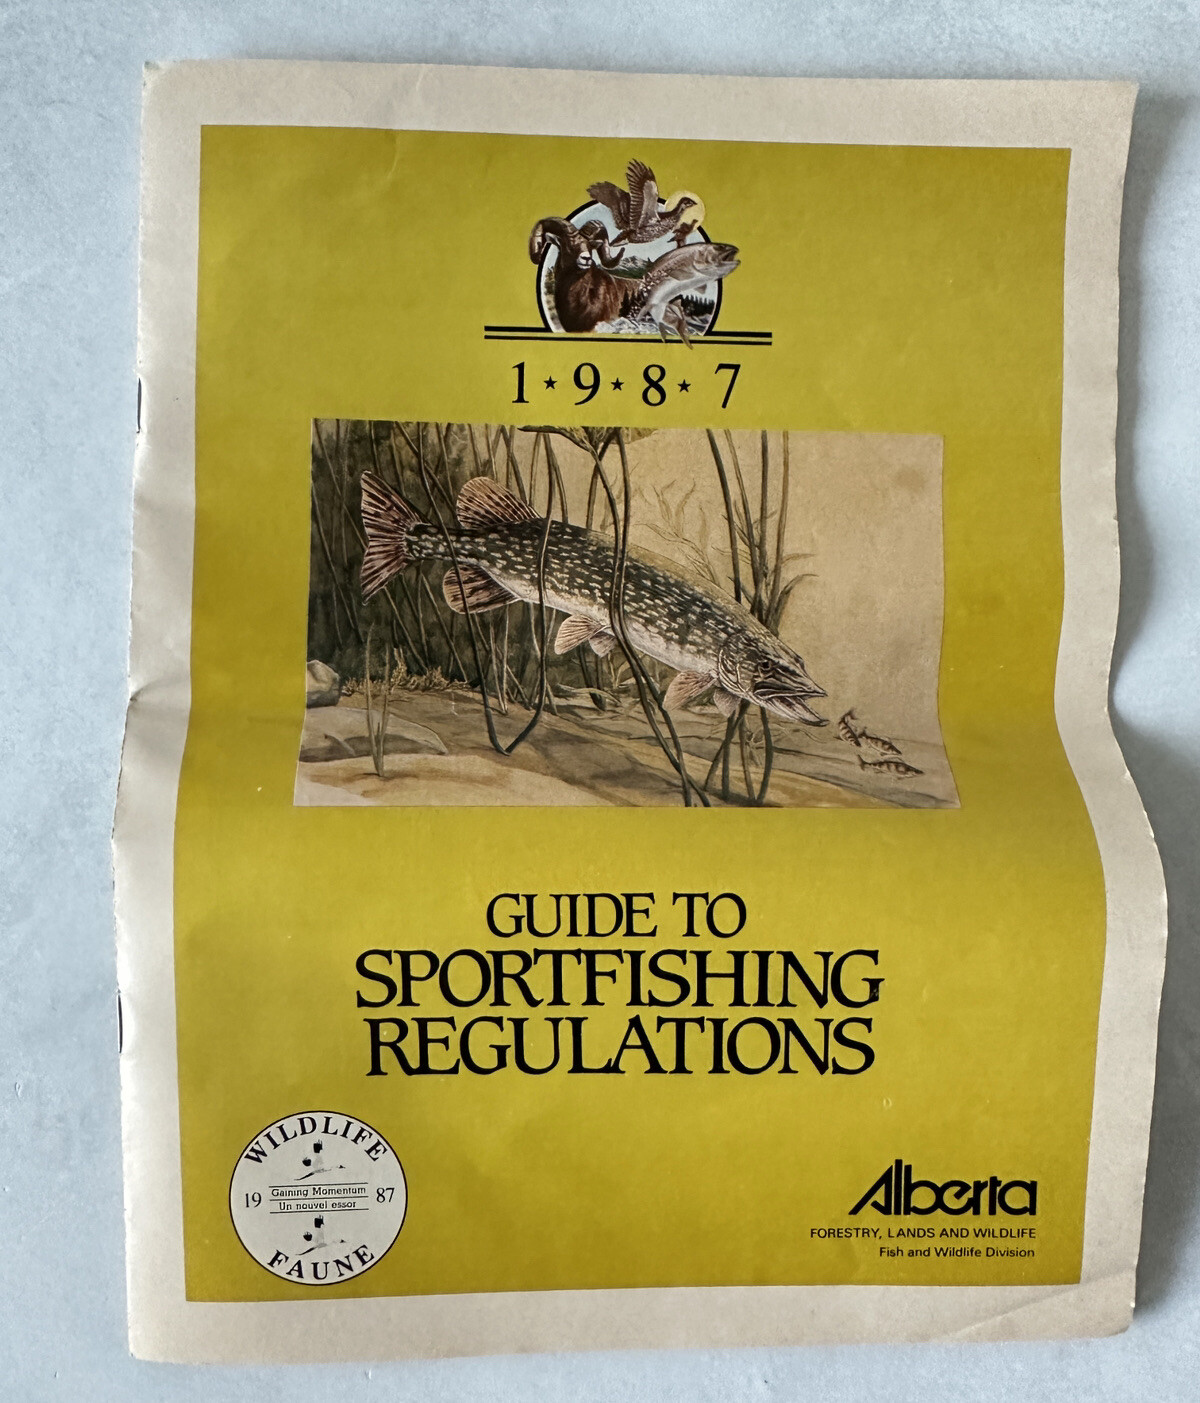 1★9★8★7
GUIDE TO
SPORTFISHING
REGULATIONS
WILDLIFE
19 87
Gaining Momentum
Un nouvel essor
FAUNE
Alberta
FORESTRY, LANDS AND WILDLIFE
Fish and Wildlife Division